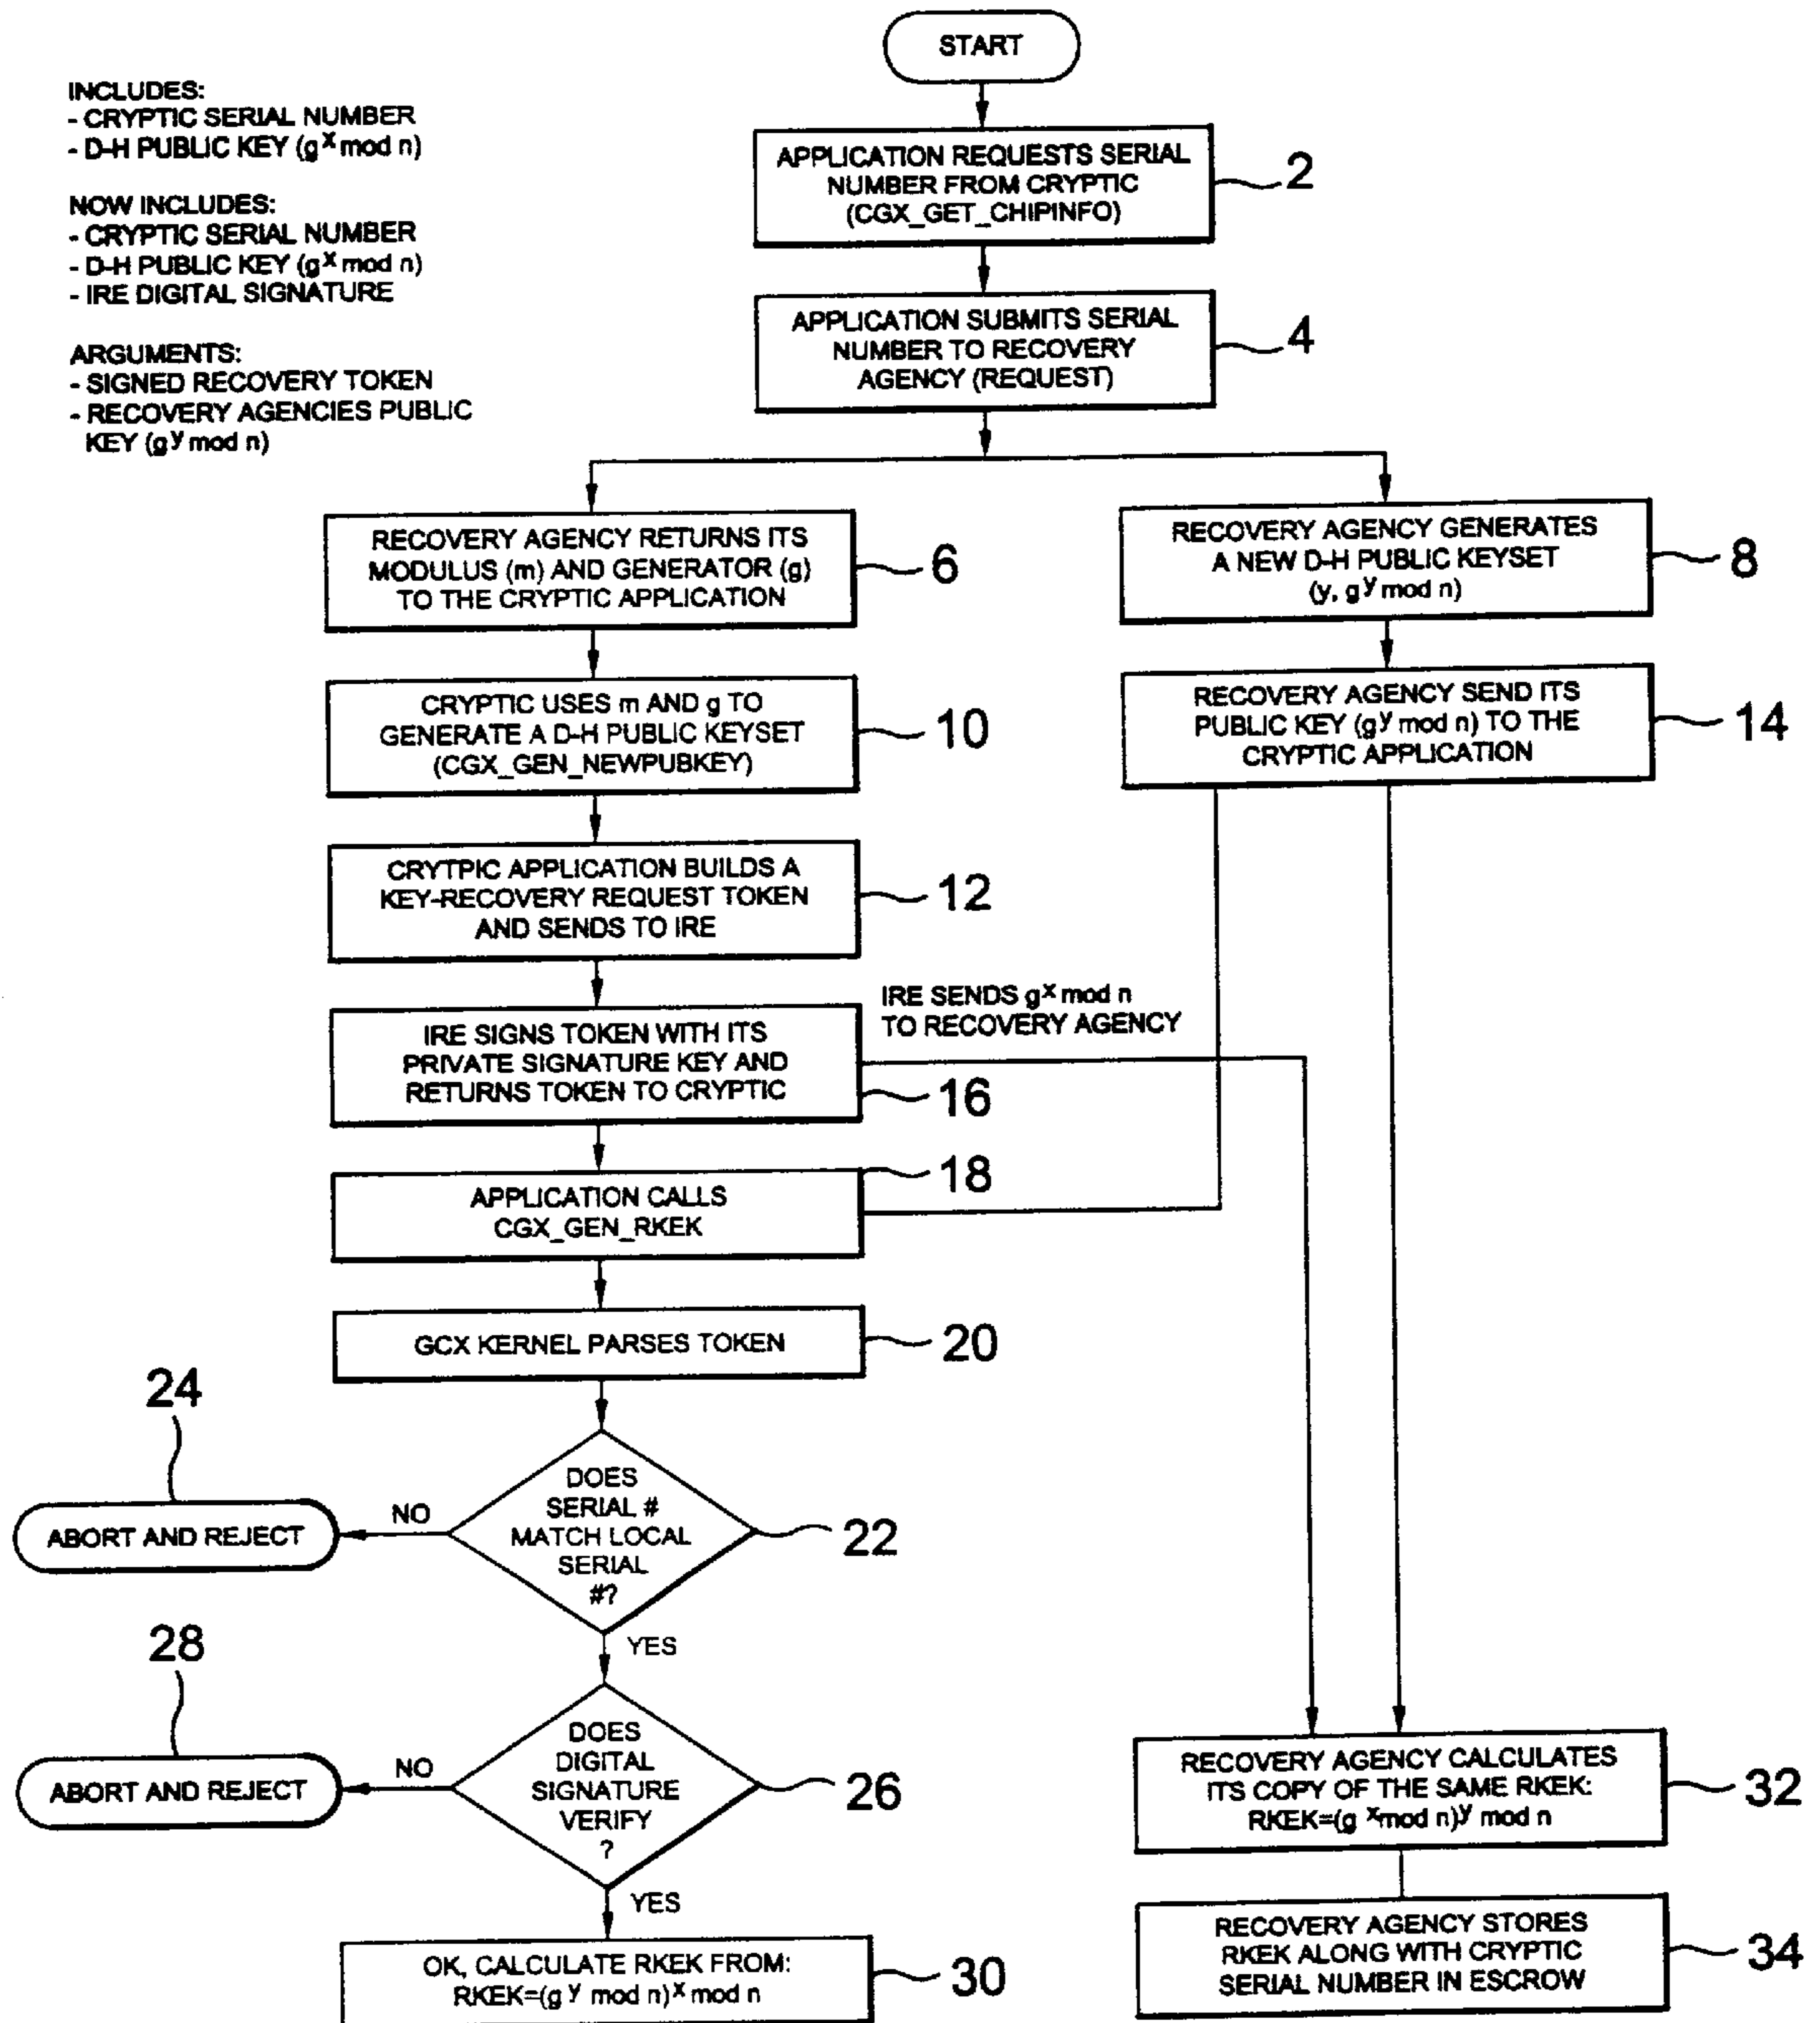 START
INCLUDES:
- CRYPTIC SERIAL NUMBER
- D-H PUBLIC KEY (g^x mod n)
NOW INCLUDES:
- CRYPTIC SERIAL NUMBER
- D-H PUBLIC KEY (g^x mod n)
- IRE DIGITAL SIGNATURE
ARGUMENTS:
- SIGNED RECOVERY TOKEN
- RECOVERY AGENCIES PUBLIC
KEY (g^y mod n)
APPLICATION REQUESTS SERIAL
NUMBER FROM CRYPTIC
(CGX_GET_CHIPINFO)
2
APPLICATION SUBMITS SERIAL
NUMBER TO RECOVERY
AGENCY (REQUEST)
4
RECOVERY AGENCY RETURNS ITS
MODULUS (m) AND GENERATOR (g)
TO THE CRYPTIC APPLICATION
6
RECOVERY AGENCY GENERATES
A NEW D-H PUBLIC KEYSET
(y, g^y mod n)
8
CRYPTIC USES m AND g TO
GENERATE A D-H PUBLIC KEYSET
(CGX_GEN_NEWPUBKEY)
10
RECOVERY AGENCY SEND ITS
PUBLIC KEY (g^y mod n) TO THE
CRYPTIC APPLICATION
14
CRYTPIC APPLICATION BUILDS A
KEY-RECOVERY REQUEST TOKEN
AND SENDS TO IRE
12
IRE SENDS g^x mod n
TO RECOVERY AGENCY
IRE SIGNS TOKEN WITH ITS
PRIVATE SIGNATURE KEY AND
RETURNS TOKEN TO CRYPTIC
16
APPLICATION CALLS
CGX_GEN_RKEK
18
GCX KERNEL PARSES TOKEN
20
24
ABORT AND REJECT
NO
DOES
SERIAL #
MATCH LOCAL
SERIAL
#?
22
YES
28
ABORT AND REJECT
NO
DOES
DIGITAL
SIGNATURE
VERIFY
?
26
YES
OK, CALCULATE RKEK FROM:
RKEK=(g^y mod n)^x mod n
30
RECOVERY AGENCY CALCULATES
ITS COPY OF THE SAME RKEK:
RKEK=(g^x mod n)^y mod n
32
RECOVERY AGENCY STORES
RKEK ALONG WITH CRYPTIC
SERIAL NUMBER IN ESCROW
34